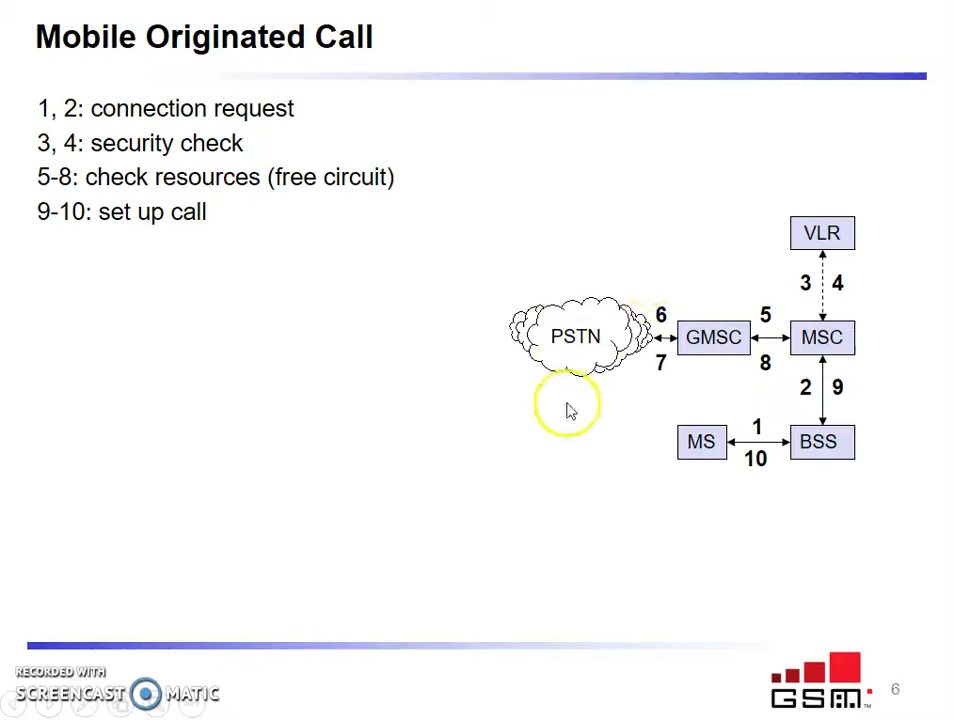 Mobile Originated Call
1, 2: connection request
3, 4: security check
5-8: check resources (free circuit)
9-10: set up call
VLR
3 4
6 5
PSTN GMSC MSC
7 8
2 9
1
MS BSS
10
RECORDED WITH
SCREENCAST MATIC
GSM TM
6